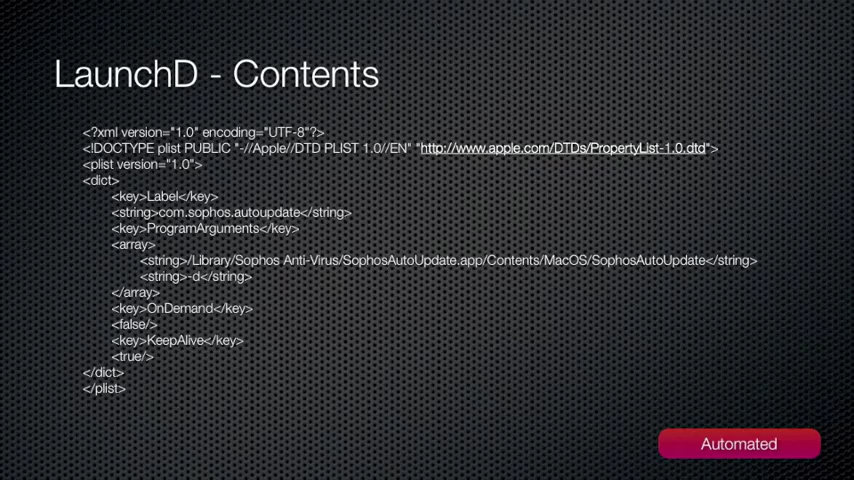 LaunchD - Contents
<?xml version="1.0" encoding="UTF-8"?>
<!DOCTYPE plist PUBLIC "-//Apple//DTD PLIST 1.0//EN" "http://www.apple.com/DTDs/PropertyList-1.0.dtd">
<plist version="1.0">
<dict>
<key>Label</key>
<string>com.sophos.autoupdate</string>
<key>ProgramArguments</key>
<array>
<string>/Library/Sophos Anti-Virus/SophosAutoUpdate.app/Contents/MacOS/SophosAutoUpdate</string>
<string>-d</string>
</array>
<key>OnDemand</key>
<false/>
<key>KeepAlive</key>
<true/>
</dict>
</plist>
Automated